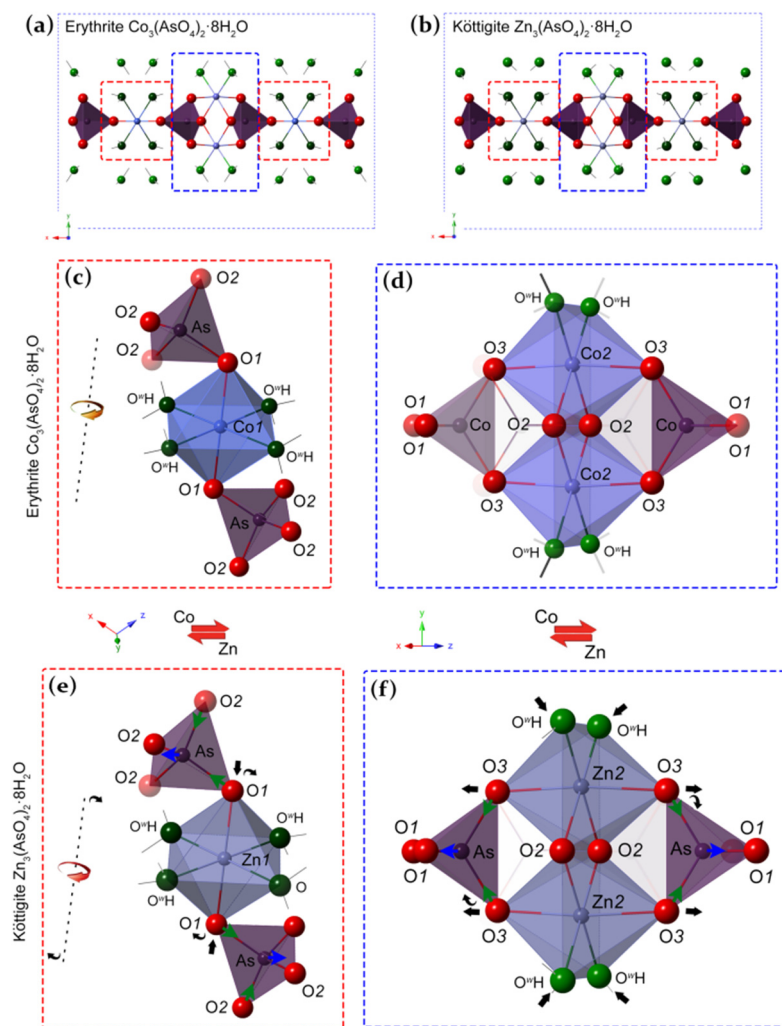 (a) Erythrite Co₃(AsO₄)₂·8H₂O
(b) Köttigite Zn₃(AsO₄)₂·8H₂O
y
x
y
x
Erythrite Co₃(AsO₄)₂·8H₂O
(c)
O2
O2
As
O2
O1
OʷH
OʷH
Co1
OʷH
OʷH
O1
O2
As
O2
O2
(d)
OʷH
OʷH
Co2
O3
O3
O1
Co
O2
O2
Co
O1
O1
O1
Co2
O3
O3
OʷH
OʷH
x
z
y
Co
Zn
y
x
z
Co
Zn
Köttigite Zn₃(AsO₄)₂·8H₂O
(e)
O2
O2
As
O2
O1
OʷH
OʷH
Zn1
OʷH
O
O1
As
O2
O2
(f)
OʷH
OʷH
O3
Zn2
O3
O1
As
O2
O2
As
O1
O1
O1
Zn2
O3
O3
OʷH
OʷH